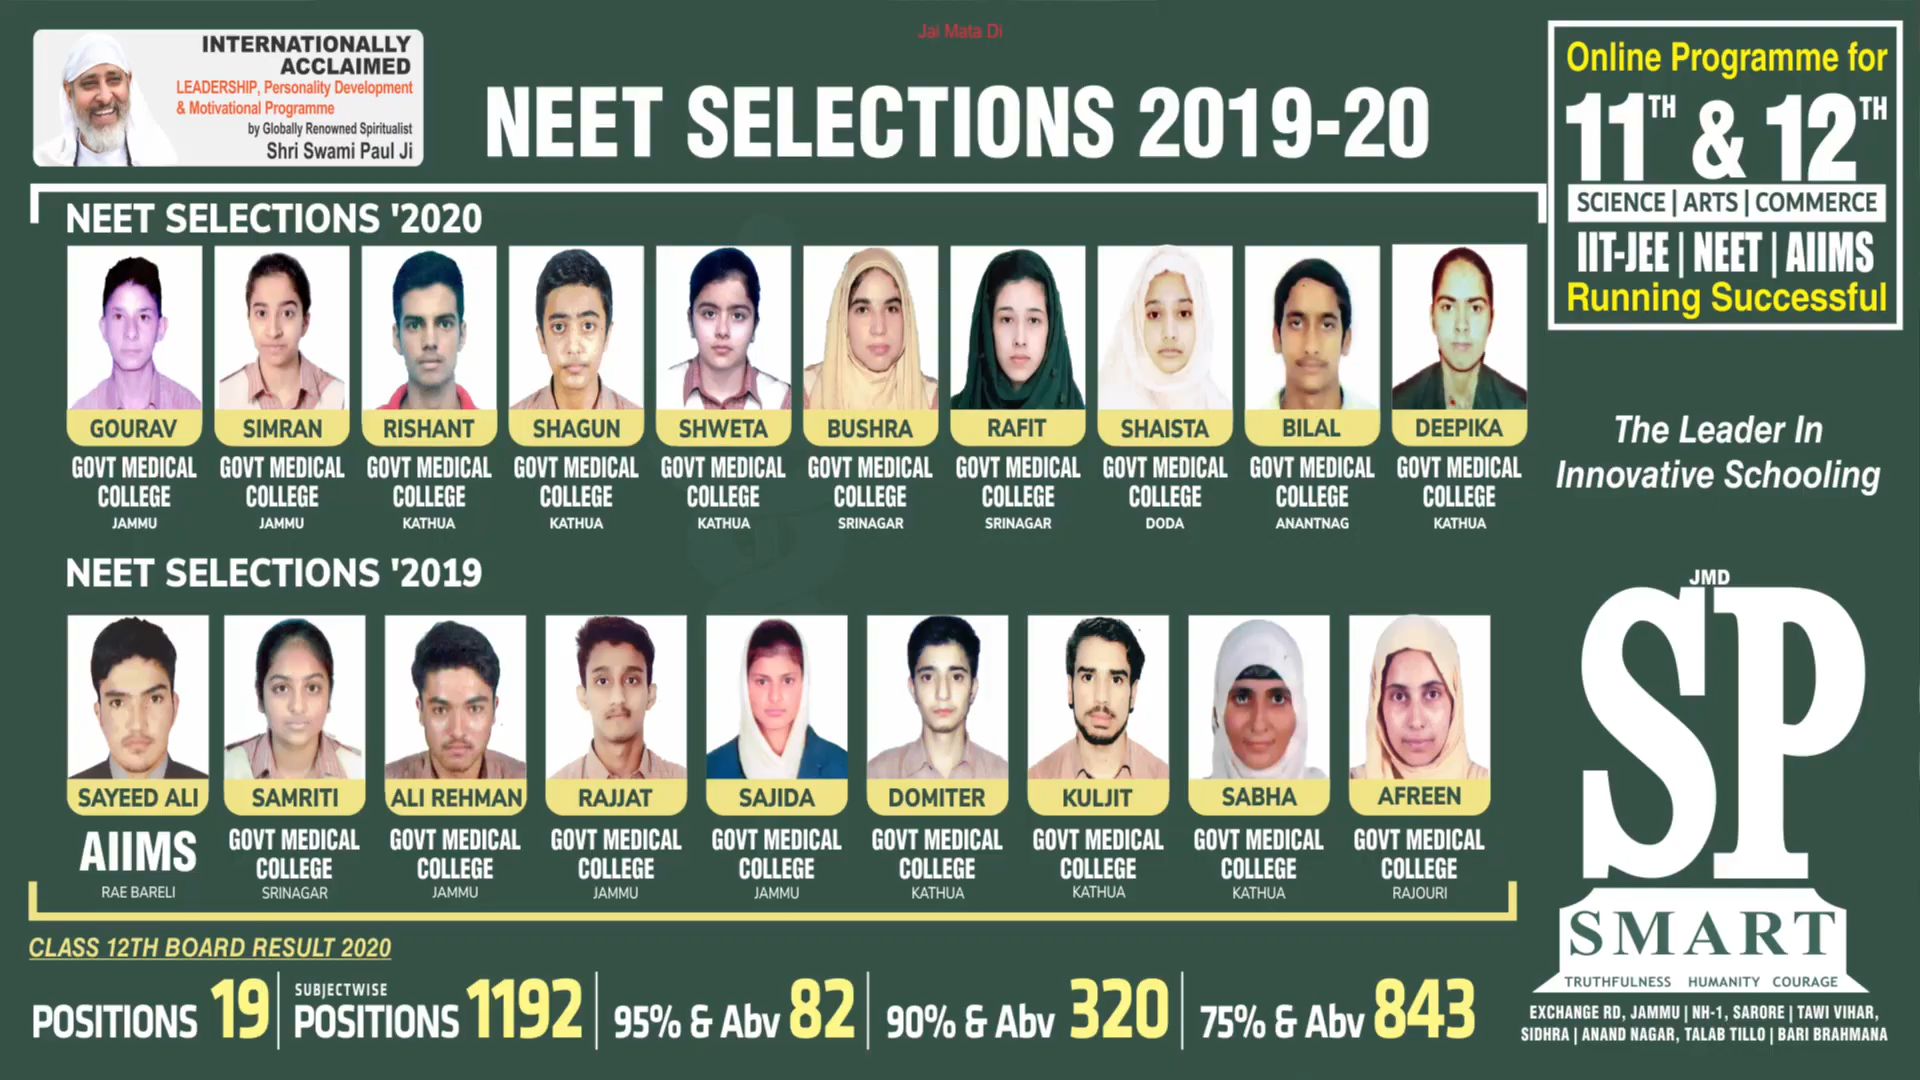 Jai Mata Di
INTERNATIONALLY
ACCLAIMED
LEADERSHIP, Personality Development
& Motivational Programme
by Globally Renowned Spiritualist
Shri Swami Paul Ji
NEET SELECTIONS 2019-20
Online Programme for
11TH & 12TH
SCIENCE | ARTS | COMMERCE
IIT-JEE | NEET | AIIMS
Running Successful
NEET SELECTIONS '2020
GOURAV SIMRAN RISHANT SHAGUN SHWETA BUSHRA RAFIT SHAISTA BILAL DEEPIKA
GOVT MEDICAL GOVT MEDICAL GOVT MEDICAL GOVT MEDICAL GOVT MEDICAL GOVT MEDICAL GOVT MEDICAL GOVT MEDICAL GOVT MEDICAL GOVT MEDICAL
COLLEGE COLLEGE COLLEGE COLLEGE COLLEGE COLLEGE COLLEGE COLLEGE COLLEGE COLLEGE
JAMMU JAMMU KATHUA KATHUA KATHUA SRINAGAR SRINAGAR DODA ANANTNAG KATHUA
The Leader In
Innovative Schooling
NEET SELECTIONS '2019
SAYEED ALI SAMRITI ALI REHMAN RAJJAT SAJIDA DOMITER KULJIT SABHA AFREEN
AIIMS GOVT MEDICAL GOVT MEDICAL GOVT MEDICAL GOVT MEDICAL GOVT MEDICAL GOVT MEDICAL GOVT MEDICAL GOVT MEDICAL
COLLEGE COLLEGE COLLEGE COLLEGE COLLEGE COLLEGE COLLEGE COLLEGE
RAE BARELI SRINAGAR JAMMU JAMMU JAMMU KATHUA KATHUA KATHUA RAJOURI
JMD
SP
SMART
TRUTHFULNESS HUMANITY COURAGE
EXCHANGE RD, JAMMU | NH-1, SARORE | TAWI VIHAR,
SIDHRA | ANAND NAGAR, TALAB TILLO | BARI BRAHMANA
CLASS 12TH BOARD RESULT 2020
POSITIONS 19 | SUBJECTWISE POSITIONS 1192 | 95% & Abv 82 | 90% & Abv 320 | 75% & Abv 843